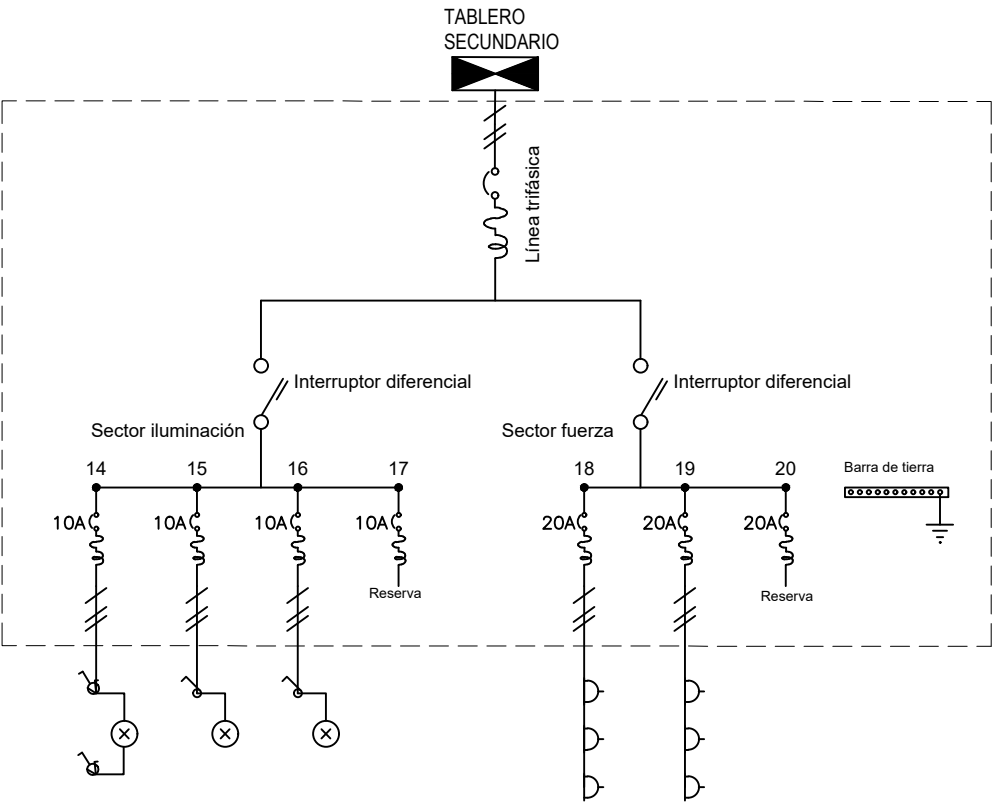 TABLERO
SECUNDARIO
Línea trifásica
Interruptor diferencial
Interruptor diferencial
Sector iluminación
Sector fuerza
14
15
16
17
18
19
20
Barra de tierra
10A
10A
10A
10A
20A
20A
20A
Reserva
Reserva